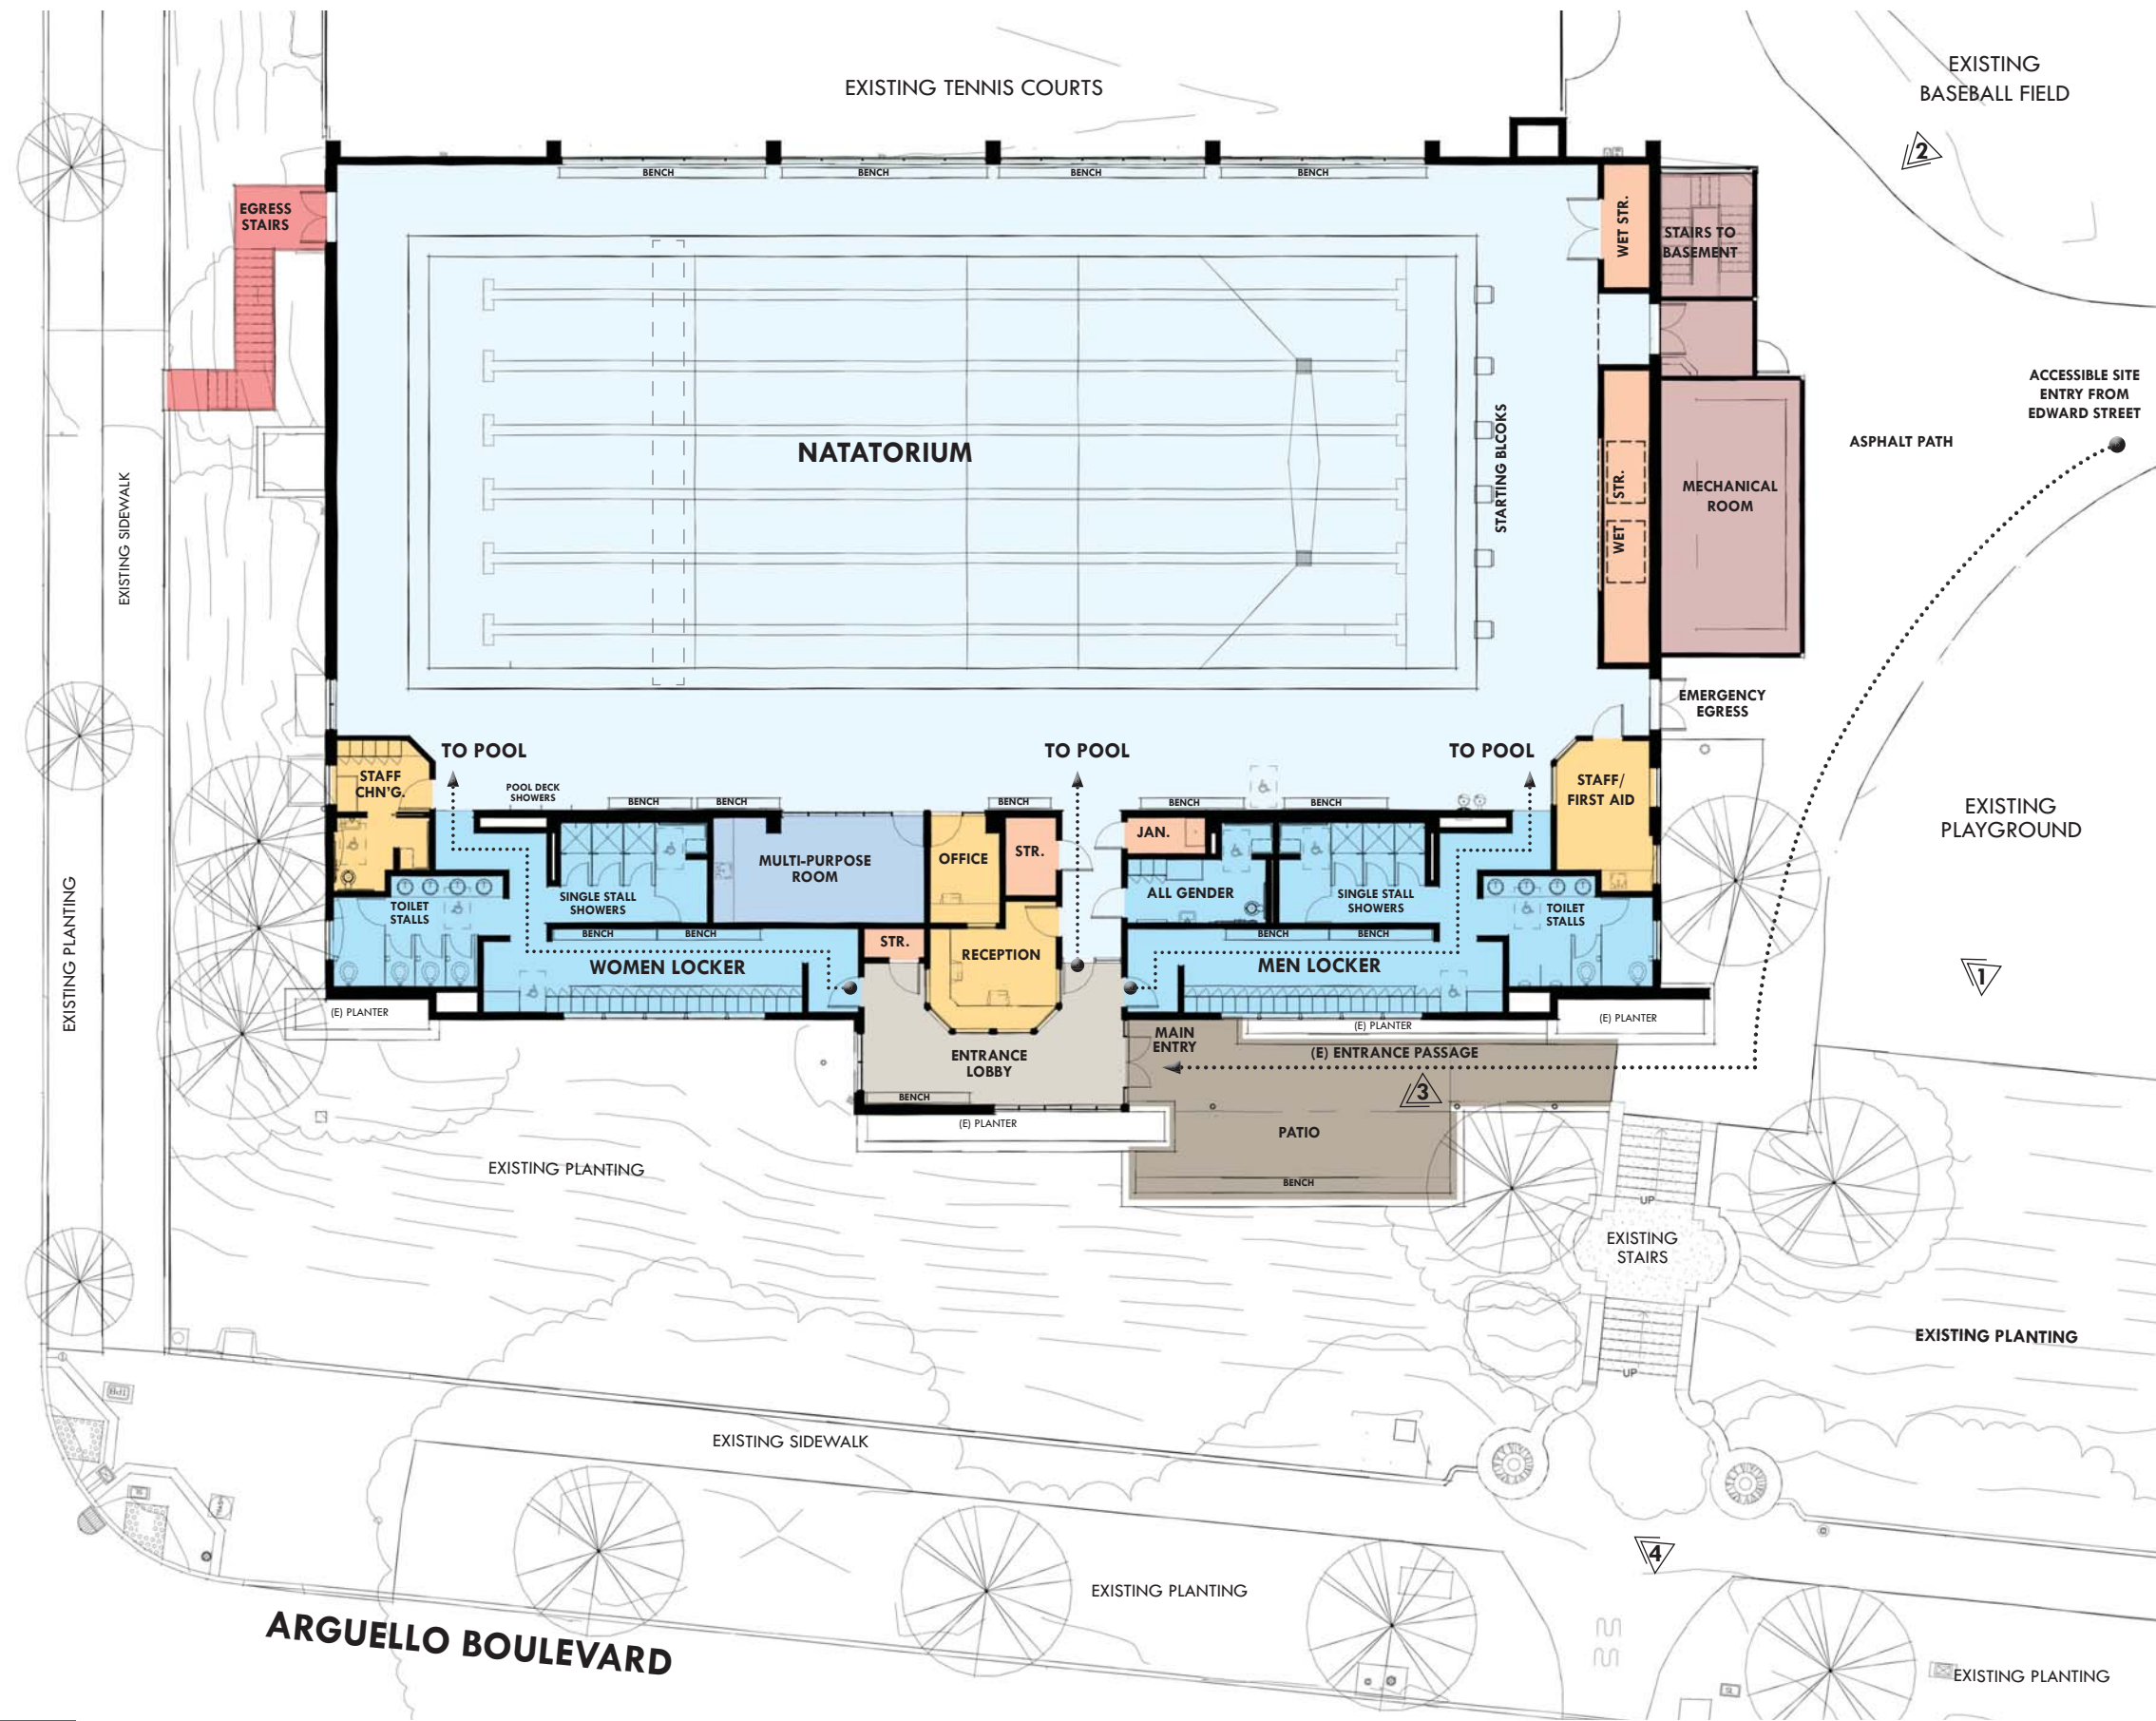 EXISTING TENNIS COURTS
EXISTING
BASEBALL FIELD
2
BENCH
BENCH
BENCH
BENCH
EGRESS
STAIRS
WET STR.
STAIRS TO
BASEMENT
ACCESSIBLE SITE
ENTRY FROM
EDWARD STREET
ASPHALT PATH
NATATORIUM
STARTING BLCOKS
WET STR.
MECHANICAL
ROOM
EXISTING SIDEWALK
EMERGENCY
EGRESS
TO POOL
TO POOL
TO POOL
STAFF
CHN'G.
POOL DECK
SHOWERS
BENCH
BENCH
BENCH
BENCH
BENCH
STAFF/
FIRST AID
EXISTING
PLAYGROUND
MULTI-PURPOSE
ROOM
OFFICE
STR.
JAN.
SINGLE STALL
SHOWERS
ALL GENDER
SINGLE STALL
SHOWERS
TOILET
STALLS
TOILET
STALLS
BENCH
BENCH
STR.
RECEPTION
BENCH
BENCH
WOMEN LOCKER
MEN LOCKER
1
EXISTING PLANTING
(E) PLANTER
(E) PLANTER
(E) PLANTER
MAIN
ENTRY
(E) ENTRANCE PASSAGE
ENTRANCE
LOBBY
3
BENCH
(E) PLANTER
PATIO
BENCH
EXISTING PLANTING
UP
EXISTING
STAIRS
EXISTING PLANTING
UP
EXISTING SIDEWALK
4
EXISTING PLANTING
ARGUELLO BOULEVARD
EXISTING PLANTING